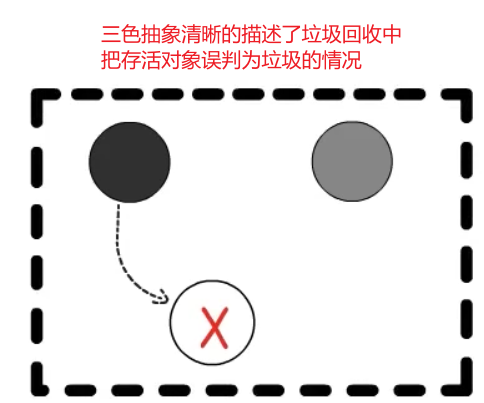 三色抽象清晰的描述了垃圾回收中
把存活对象误判为垃圾的情况
X